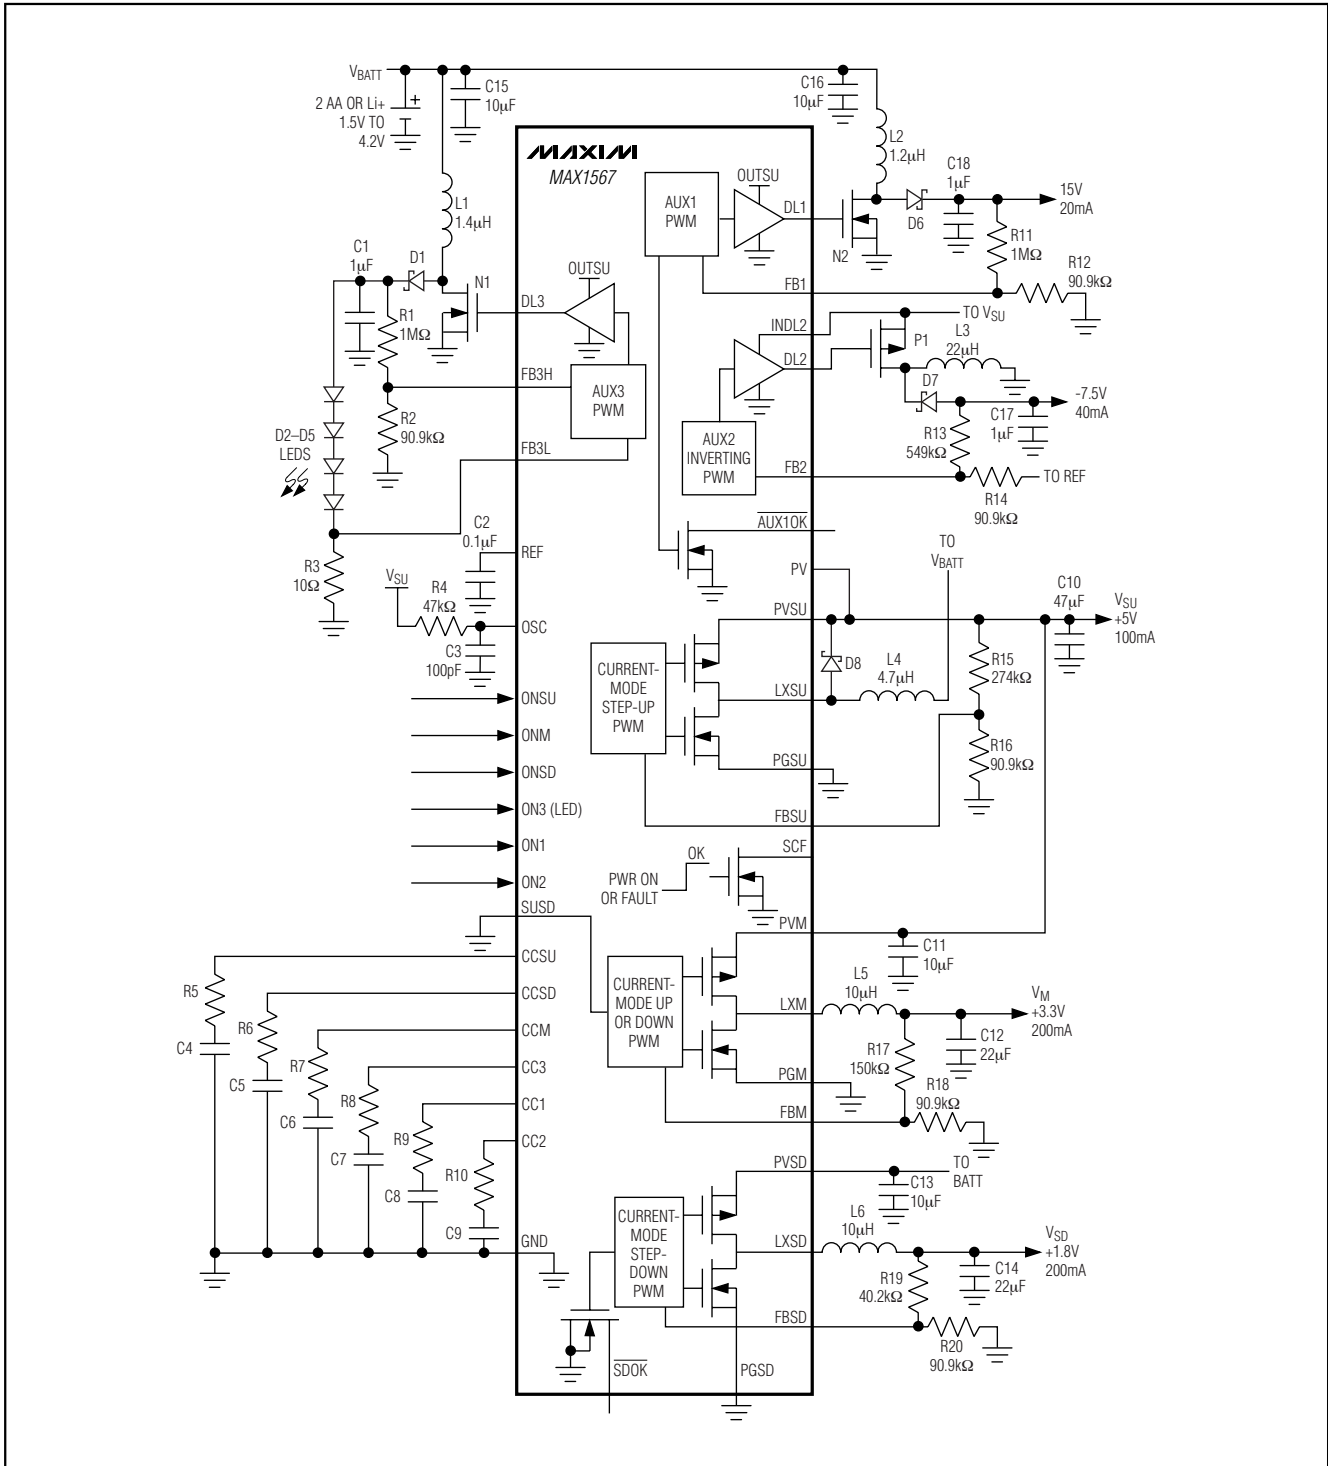 VBATT
2 AA OR Li+
1.5V TO
4.2V
+
C15
10µF
C16
10µF
L2
1.2µH
MAXIM
MAX1567
L1
1.4µH
C1
1µF
D1
N1
R1
1MΩ
DL3
OUTSU
AUX3
PWM
FB3H
FB3L
R2
90.9kΩ
D2–D5
LEDS
R3
10Ω
AUX1
PWM
OUTSU
DL1
N2
D6
C18
1µF
15V
20mA
R11
1MΩ
R12
90.9kΩ
FB1
INDL2
TO VSU
DL2
P1
L3
22µH
D7
-7.5V
40mA
C17
1µF
R13
549kΩ
AUX2
INVERTING
PWM
FB2
TO REF
R14
90.9kΩ
AUX1OK
PV
TO
VBATT
C2
0.1µF
REF
VSU
R4
47kΩ
OSC
C3
100pF
PVSU
C10
47µF
VSU
+5V
100mA
CURRENT-
MODE
STEP-UP
PWM
D8
L4
4.7µH
LXSU
R15
274kΩ
R16
90.9kΩ
PGSU
FBSU
ONSU
ONM
ONSD
ON3 (LED)
ON1
ON2
SUSD
SCF
OK
PWR ON
OR FAULT
PVM
C11
10µF
CURRENT-
MODE UP
OR DOWN
PWM
LXM
L5
10µH
VM
+3.3V
200mA
C12
22µF
R17
150kΩ
R18
90.9kΩ
PGM
FBM
CCSU
CCSD
CCM
CC3
CC1
CC2
GND
R5
C4
R6
C5
R7
C6
R8
C7
R9
C8
R10
C9
PVSD
TO
BATT
C13
10µF
CURRENT-
MODE
STEP-
DOWN
PWM
LXSD
L6
10µH
VSD
+1.8V
200mA
C14
22µF
R19
40.2kΩ
R20
90.9kΩ
FBSD
SDOK
PGSD